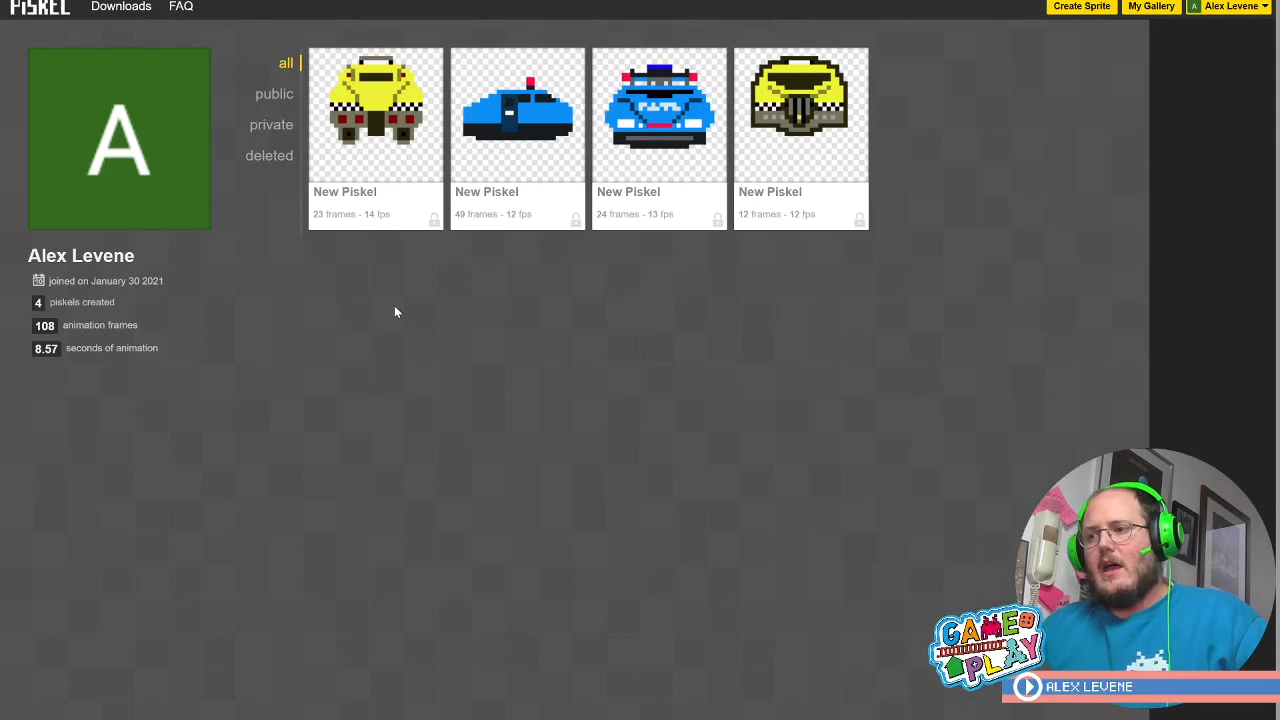 PISKEL Downloads FAQ Create Sprite My Gallery A Alex Levene
A
all
public
private
deleted
New Piskel
23 frames - 14 fps
New Piskel
49 frames - 12 fps
New Piskel
24 frames - 13 fps
New Piskel
12 frames - 12 fps
Alex Levene
joined on January 30 2021
4 piskels created
108 animation frames
8.57 seconds of animation
GAME
PLAY
ALEX LEVENE